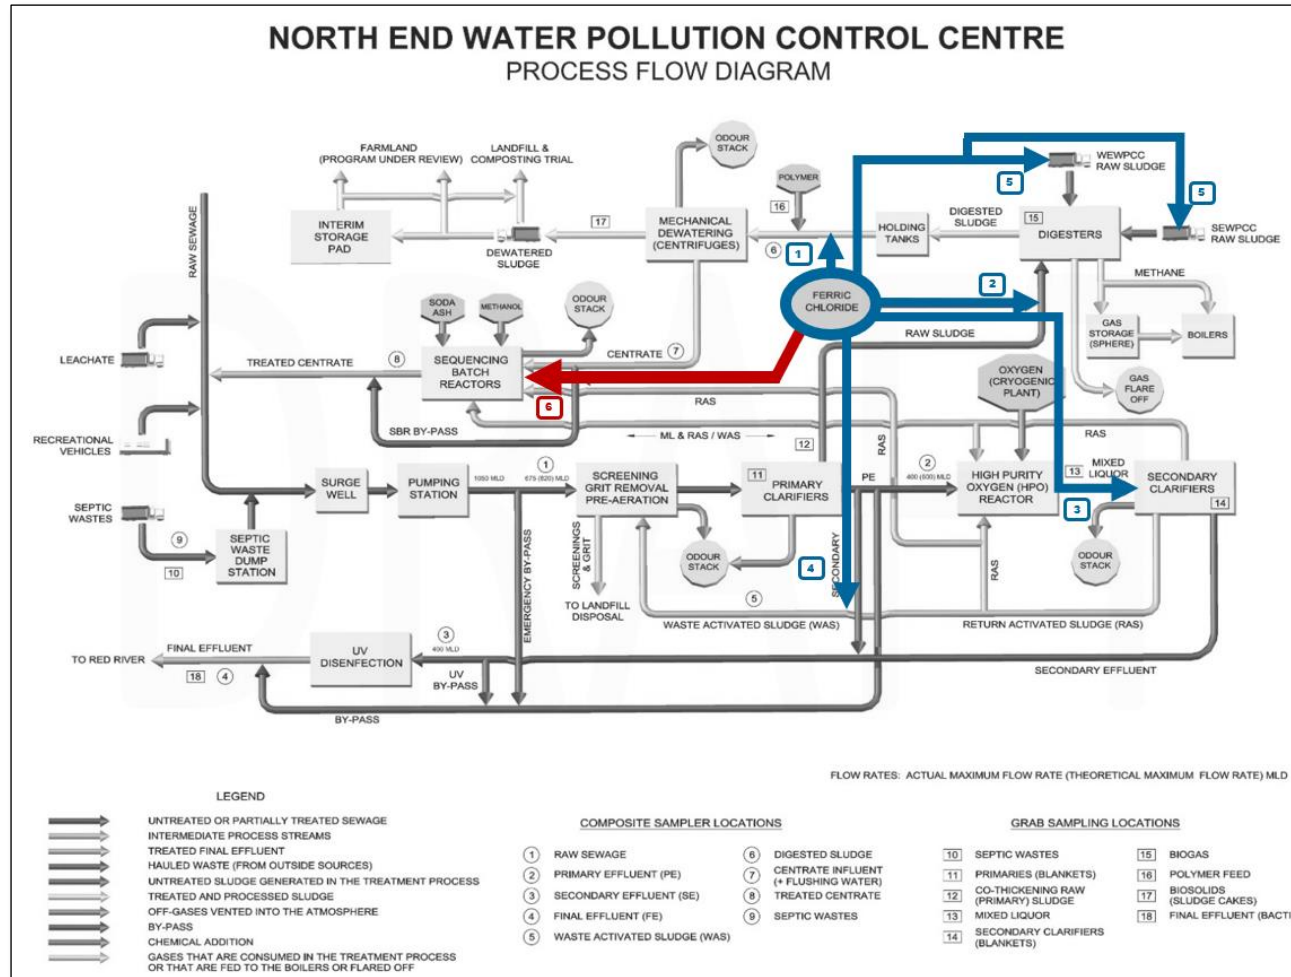 NORTH END WATER POLLUTION CONTROL CENTRE
PROCESS FLOW DIAGRAM
FARMLAND
(PROGRAM UNDER REVIEW)
LANDFILL &
COMPOSTING TRIAL
ODOUR
STACK
POLYMER
16
WEWPCC
RAW SLUDGE
5
5
INTERIM
STORAGE
PAD
DEWATERED
SLUDGE
17
MECHANICAL
DEWATERING
(CENTRIFUGES)
6
1
HOLDING
TANKS
DIGESTED
SLUDGE
15
DIGESTERS
SEWPCC
RAW SLUDGE
RAW SEWAGE
FERRIC
CHLORIDE
2
METHANE
SODA
ASH
METHANOL
ODOUR
STACK
RAW SLUDGE
GAS
STORAGE
(SPHERE)
BOILERS
LEACHATE
TREATED CENTRATE
8
SEQUENCING
BATCH
REACTORS
CENTRATE
7
OXYGEN
(CRYOGENIC
PLANT)
GAS
FLARE
OFF
6
RAS
RECREATIONAL
VEHICLES
SBR BY-PASS
ML & RAS / WAS
12
RAS
RAS
SEPTIC
WASTES
SURGE
WELL
PUMPING
STATION
1050 MLD
1
675 (820) MLD
SCREENING
GRIT REMOVAL
PRE-AERATION
11
PRIMARY
CLARIFIERS
PE
2
400 (500) MLD
HIGH PURITY
OXYGEN (HPO)
REACTOR
13
MIXED
LIQUOR
SECONDARY
CLARIFIERS
14
3
9
10
SEPTIC
WASTE
DUMP
STATION
EMERGENCY BY-PASS
SCREENINGS
& GRIT
ODOUR
STACK
4
SECONDARY
RAS
ODOUR
STACK
TO LANDFILL
DISPOSAL
5
WASTE ACTIVATED SLUDGE (WAS)
RETURN ACTIVATED SLUDGE (RAS)
TO RED RIVER
FINAL EFFLUENT
18
4
UV
DISENFECTION
3
400 MLD
UV
BY-PASS
SECONDARY EFFLUENT
BY-PASS
FLOW RATES: ACTUAL MAXIMUM FLOW RATE (THEORETICAL MAXIMUM FLOW RATE) MLD
LEGEND
UNTREATED OR PARTIALLY TREATED SEWAGE
INTERMEDIATE PROCESS STREAMS
TREATED FINAL EFFLUENT
HAULED WASTE (FROM OUTSIDE SOURCES)
UNTREATED SLUDGE GENERATED IN THE TREATMENT PROCESS
TREATED AND PROCESSED SLUDGE
OFF-GASES VENTED INTO THE ATMOSPHERE
BY-PASS
CHEMICAL ADDITION
GASES THAT ARE CONSUMED IN THE TREATMENT PROCESS
OR THAT ARE FED TO THE BOILERS OR FLARED OFF
COMPOSITE SAMPLER LOCATIONS
1 RAW SEWAGE
2 PRIMARY EFFLUENT (PE)
3 SECONDARY EFFLUENT (SE)
4 FINAL EFFLUENT (FE)
5 WASTE ACTIVATED SLUDGE (WAS)
6 DIGESTED SLUDGE
7 CENTRATE INFLUENT
(+ FLUSHING WATER)
8 TREATED CENTRATE
9 SEPTIC WASTES
GRAB SAMPLING LOCATIONS
10 SEPTIC WASTES
11 PRIMARIES (BLANKETS)
12 CO-THICKENING RAW
(PRIMARY) SLUDGE
13 MIXED LIQUOR
14 SECONDARY CLARIFIERS
(BLANKETS)
15 BIOGAS
16 POLYMER FEED
17 BIOSOLIDS
(SLUDGE CAKES)
18 FINAL EFFLUENT (BACTI